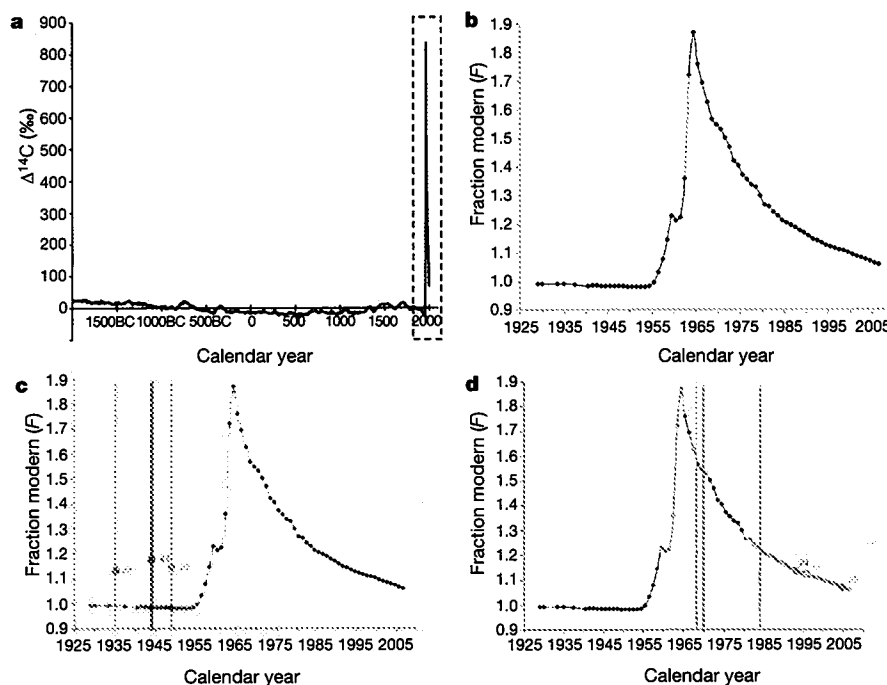 a
900
800
700
600
500
400
300
200
100
0
Δ14C (‰)
1500BC 1000BC 500BC 0 500 1000 1500 2000
Calendar year
b
1.9
1.8
1.7
1.6
1.5
1.4
1.3
1.2
1.1
1.0
0.9
Fraction modern (F)
1925 1935 1945 1955 1965 1975 1985 1995 2005
Calendar year
c
1.9
1.8
1.7
1.6
1.5
1.4
1.3
1.2
1.1
1.0
0.9
Fraction modern (F)
1925 1935 1945 1955 1965 1975 1985 1995 2005
Calendar year
d
1.9
1.8
1.7
1.6
1.5
1.4
1.3
1.2
1.1
1.0
0.9
Fraction modern (F)
1925 1935 1945 1955 1965 1975 1985 1995 2005
Calendar year